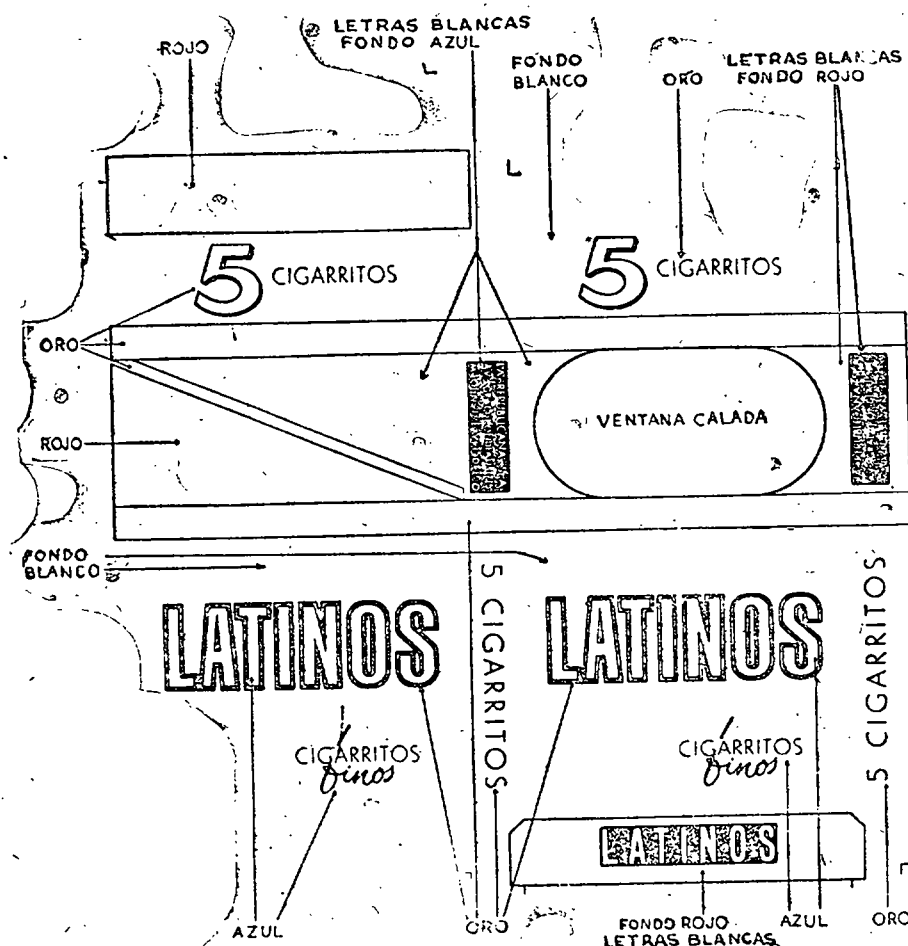 ROJO
LETRAS BLANCAS
FONDO AZUL
FONDO
BLANCO
ORO
LETRAS BLANCAS
FONDO ROJO
5 CIGARRITOS
5 CIGARRITOS
ORO
VENTANA CALADA
ROJO
FONDO
BLANCO
5 CIGARRITOS
5 CIGARRITOS
LATINOS
LATINOS
CIGARRITOS
finos
CIGARRITOS
finos
LATINOS
AZUL
ORO
FONDO ROJO
LETRAS BLANCAS
AZUL
ORO